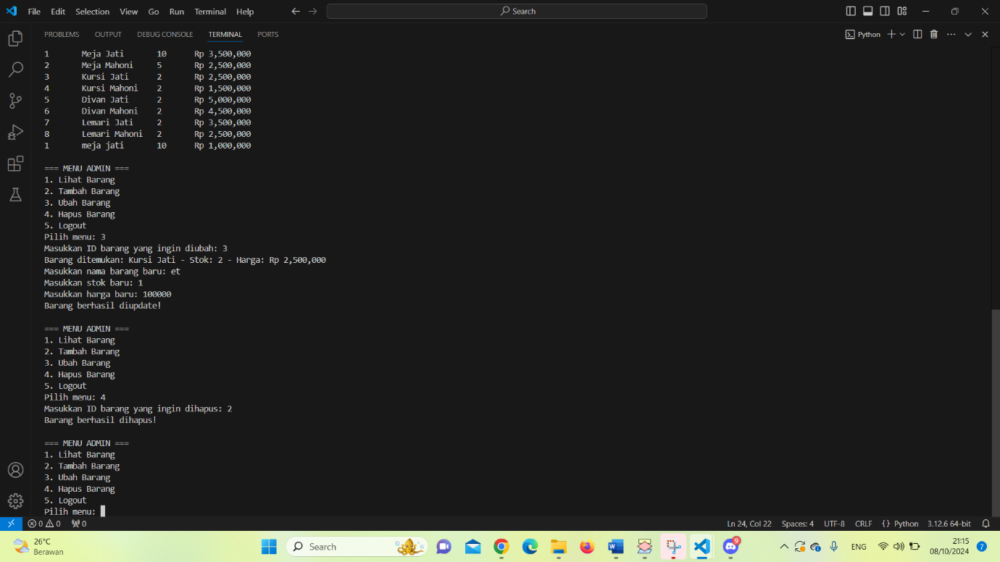 File Edit Selection View Go Run Terminal Help Search
PROBLEMS OUTPUT DEBUG CONSOLE TERMINAL PORTS Python
1 Meja Jati 10 Rp 3,500,000
2 Meja Mahoni 5 Rp 2,500,000
3 Kursi Jati 2 Rp 2,500,000
4 Kursi Mahoni 2 Rp 1,500,000
5 Divan Jati 2 Rp 5,000,000
6 Divan Mahoni 2 Rp 4,500,000
7 Lemari Jati 2 Rp 3,500,000
8 Lemari Mahoni 2 Rp 2,500,000
1 meja jati 10 Rp 1,000,000
=== MENU ADMIN ===
1. Lihat Barang
2. Tambah Barang
3. Ubah Barang
4. Hapus Barang
5. Logout
Pilih menu: 3
Masukkan ID barang yang ingin diubah: 3
Barang ditemukan: Kursi Jati - Stok: 2 - Harga: Rp 2,500,000
Masukkan nama barang baru: et
Masukkan stok baru: 1
Masukkan harga baru: 100000
Barang berhasil diupdate!
=== MENU ADMIN ===
1. Lihat Barang
2. Tambah Barang
3. Ubah Barang
4. Hapus Barang
5. Logout
Pilih menu: 4
Masukkan ID barang yang ingin dihapus: 2
Barang berhasil dihapus!
=== MENU ADMIN ===
1. Lihat Barang
2. Tambah Barang
3. Ubah Barang
4. Hapus Barang
5. Logout
Pilih menu:
0 0 0 Ln 24, Col 22 Spaces: 4 UTF-8 CRLF {} Python 3.12.6 64-bit
26°C
Berawan
Search
9
ENG
21:15
08/10/2024
7